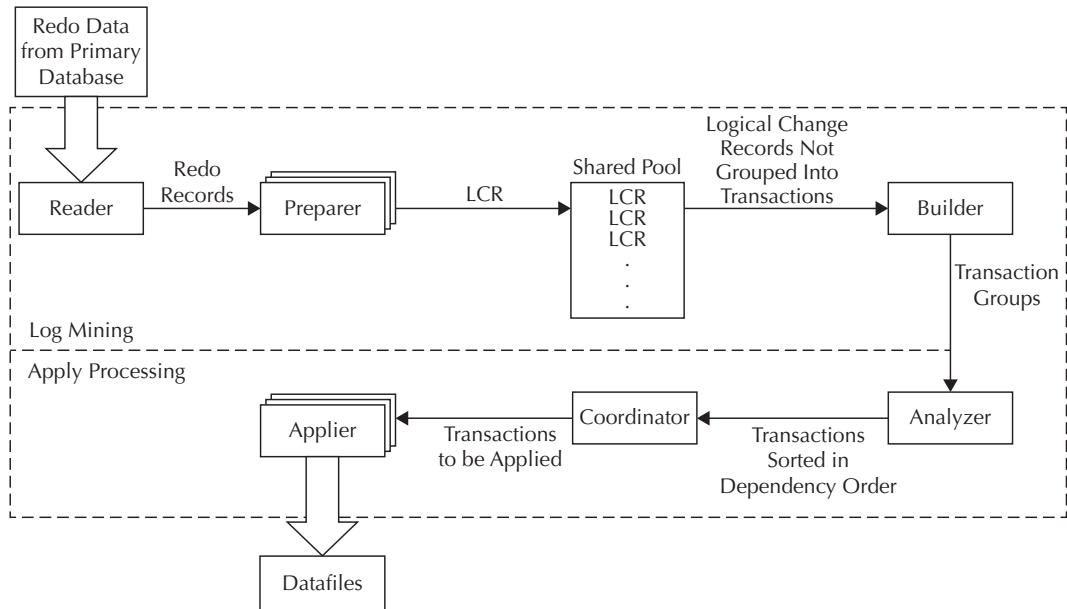 Redo Data
from Primary
Database
Reader
Redo
Records
Preparer
LCR
Shared Pool
LCR
LCR
LCR
.
.
.
Logical Change
Records Not
Grouped Into
Transactions
Builder
Transaction
Groups
Log Mining
Apply Processing
Analyzer
Transactions
Sorted in
Dependency Order
Coordinator
Transactions
to be Applied
Applier
Datafiles